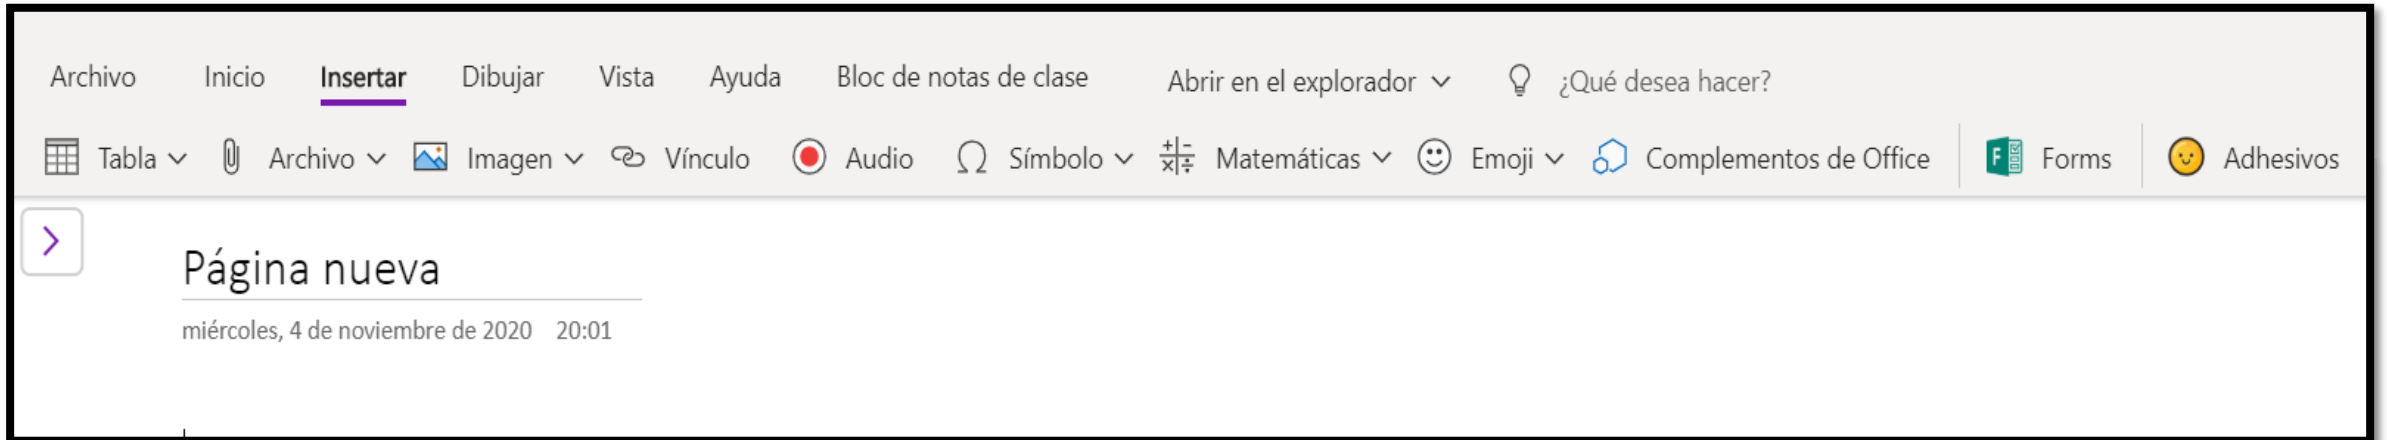 Archivo Inicio Insertar Dibujar Vista Ayuda Bloc de notas de clase Abrir en el explorador ¿Qué desea hacer?
Tabla Archivo Imagen Vínculo Audio Símbolo Matemáticas Emoji Complementos de Office Forms Adhesivos
Página nueva
miércoles, 4 de noviembre de 2020 20:01